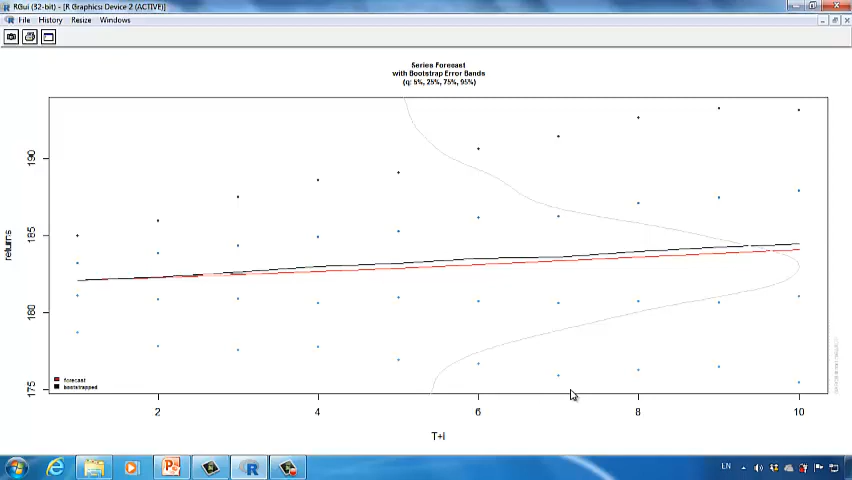 RGui (32-bit) - [R Graphics: Device 2 (ACTIVE)]
File History Resize Windows
Series Forecast
with Bootstrap Error Bands
(q: 5%, 25%, 75%, 95%)
returns
190
185
180
175
forecast
bootstrapped
2 4 6 8 10
T+i
EN